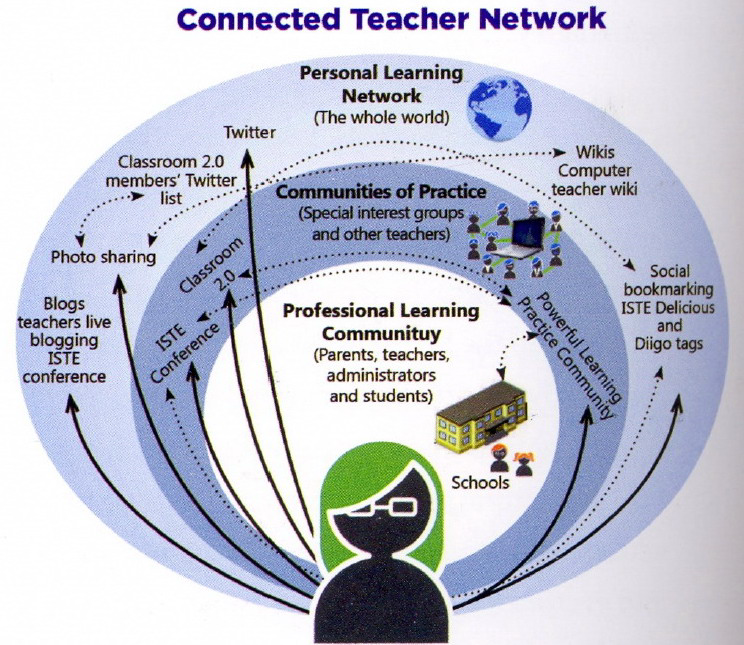 Connected Teacher Network
Personal Learning
Network
(The whole world)
Twitter
Classroom 2.0
members' Twitter
list
Wikis
Computer
teacher wiki
Communities of Practice
(Special interest groups
and other teachers)
Photo sharing
Classroom
2.0
Social
bookmarking
ISTE Delicious
and
Diigo tags
Blogs
teachers live
blogging
ISTE
conference
ISTE
Conference
Professional Learning
Communituy
(Parents, teachers,
administrators
and students)
Powerful Learning
Practice Community
Schools